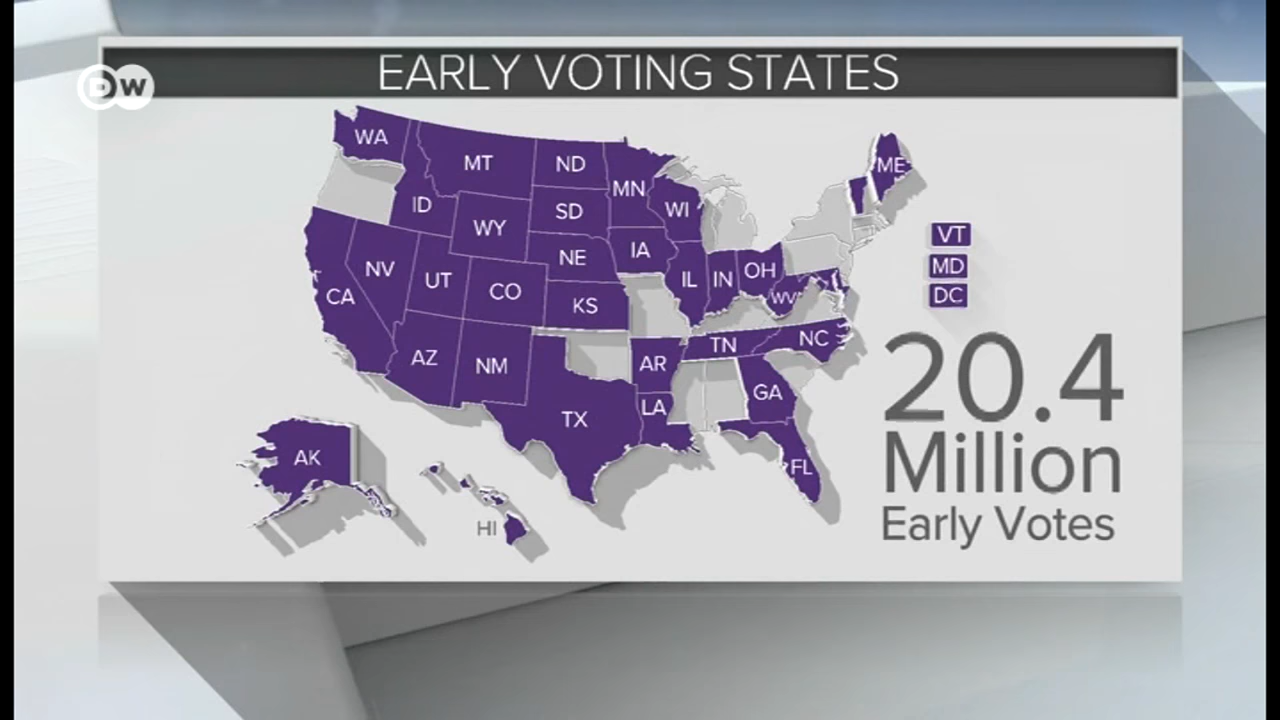 EARLY VOTING STATES
DW
WA
MT
ND
MN
ME
ID
WY
SD
WI
VT
NV
UT
CO
NE
IA
IL
IN
OH
MD
CA
KS
WV
DC
AZ
NM
AR
TN
NC
20.4
TX
LA
GA
Million
AK
FL
Early Votes
HI